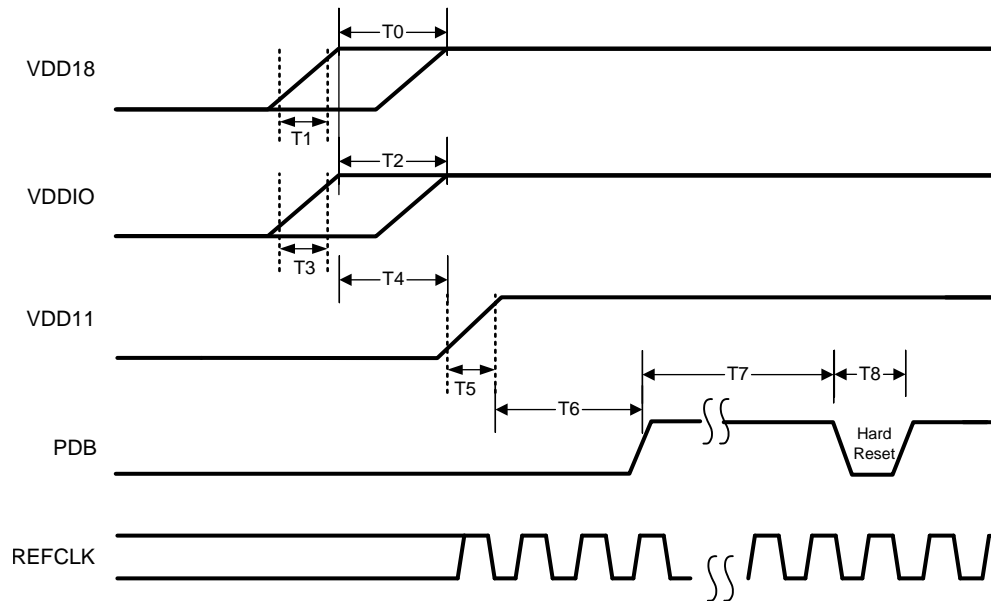 T0
VDD18
T1
T2
VDDIO
T3
T4
VDD11
T5
T7
T8
T6
PDB
Hard
Reset
REFCLK